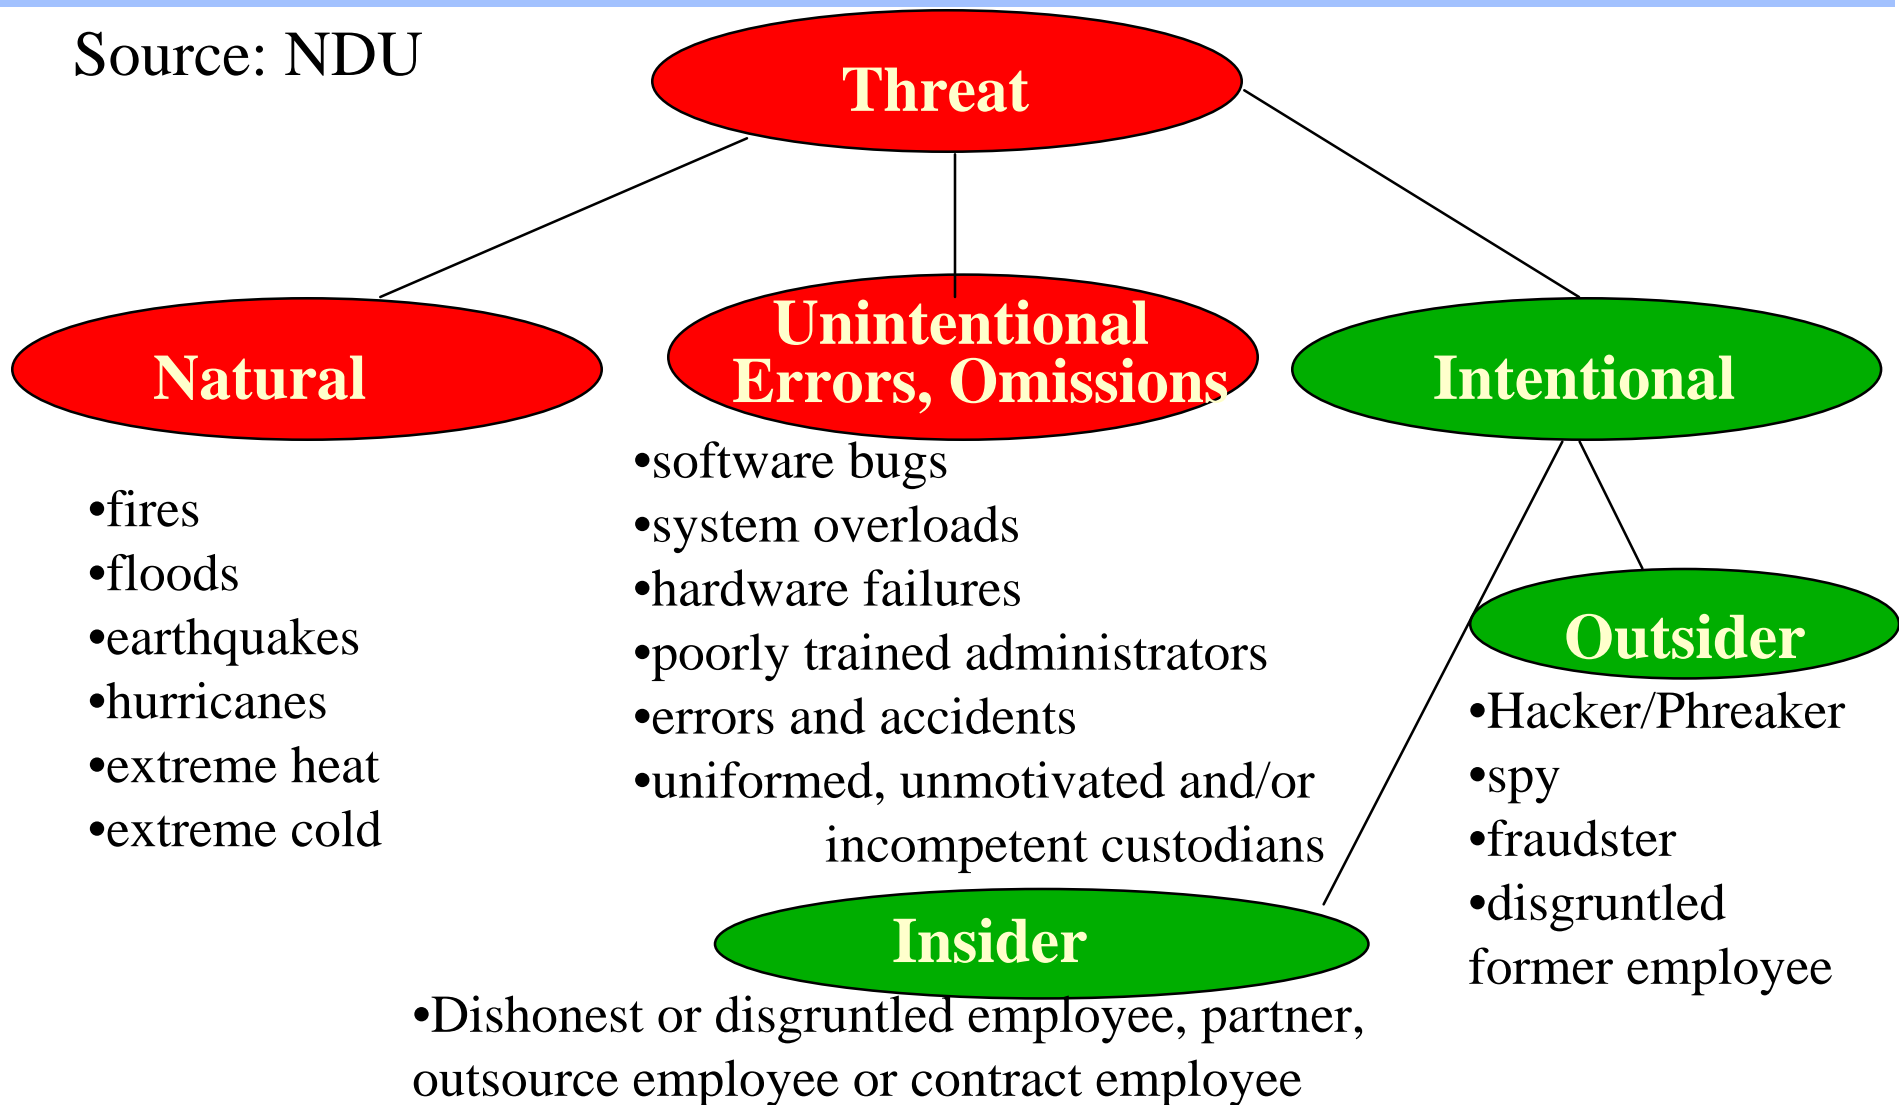 Source: NDU
Threat
Natural
•fires
•floods
•earthquakes
•hurricanes
•extreme heat
•extreme cold
Unintentional
Errors, Omissions
•software bugs
•system overloads
•hardware failures
•poorly trained administrators
•errors and accidents
•uniformed, unmotivated and/or
incompetent custodians
Intentional
Outsider
•Hacker/Phreaker
•spy
•fraudster
•disgruntled
former employee
Insider
•Dishonest or disgruntled employee, partner,
outsource employee or contract employee